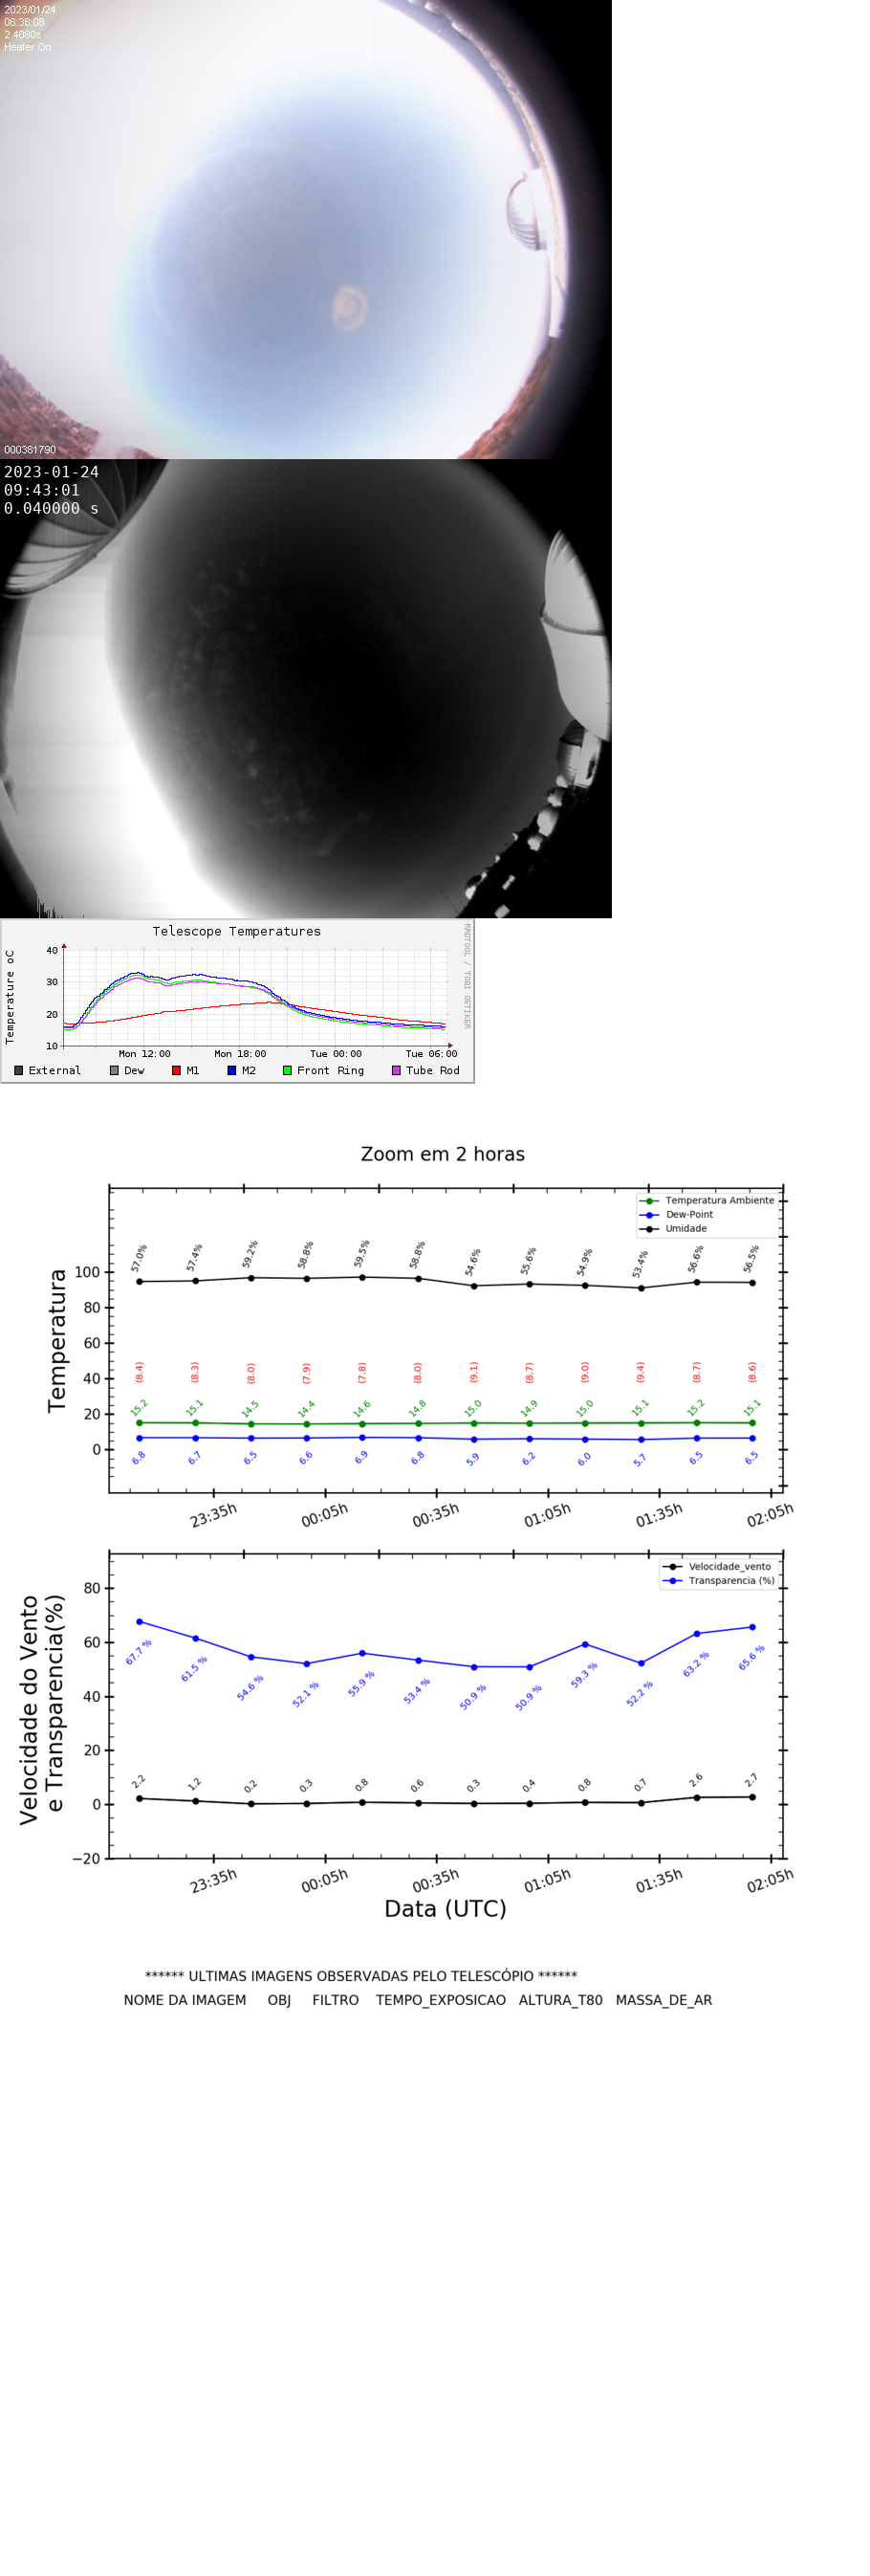 2023/01/24
06:38:08
2.4080s
Heater On
000381790
2023-01-24
09:43:01
0.040000 s
Telescope Temperatures
RRDTOOL / TOBI OETIKER
Temperature oC
40
30
20
10
Mon 12:00 Mon 18:00 Tue 00:00 Tue 06:00
External Dew M1 M2 Front Ring Tube Rod
Zoom em 2 horas
Temperatura Ambiente
Dew-Point
Umidade
Temperatura
100
80
60
40
20
0
57.0% 57.4% 59.2% 58.8% 59.5% 58.8% 54.6% 55.6% 54.9% 53.4% 56.6% 56.5%
(8.4) (8.3) (8.0) (7.9) (7.8) (8.0) (9.1) (8.7) (9.0) (9.4) (8.7) (8.6)
15.2 15.1 14.5 14.4 14.6 14.8 15.0 14.9 15.0 15.1 15.2 15.1
6.8 6.7 6.5 6.6 6.9 6.8 5.9 6.2 6.0 5.7 6.5 6.5
23:35h 00:05h 00:35h 01:05h 01:35h 02:05h
Velocidade_vento
Transparencia (%)
Velocidade do Vento
e Transparencia(%)
80
60
40
20
0
−20
67.7 % 61.5 % 54.6 % 52.1 % 55.9 % 53.4 % 50.9 % 50.9 % 59.3 % 52.2 % 63.2 % 65.6 %
2.2 1.2 0.2 0.3 0.8 0.6 0.3 0.4 0.8 0.7 2.6 2.7
23:35h 00:05h 00:35h 01:05h 01:35h 02:05h
Data (UTC)
****** ULTIMAS IMAGENS OBSERVADAS PELO TELESCÓPIO ******
NOME DA IMAGEM OBJ FILTRO TEMPO_EXPOSICAO ALTURA_T80 MASSA_DE_AR